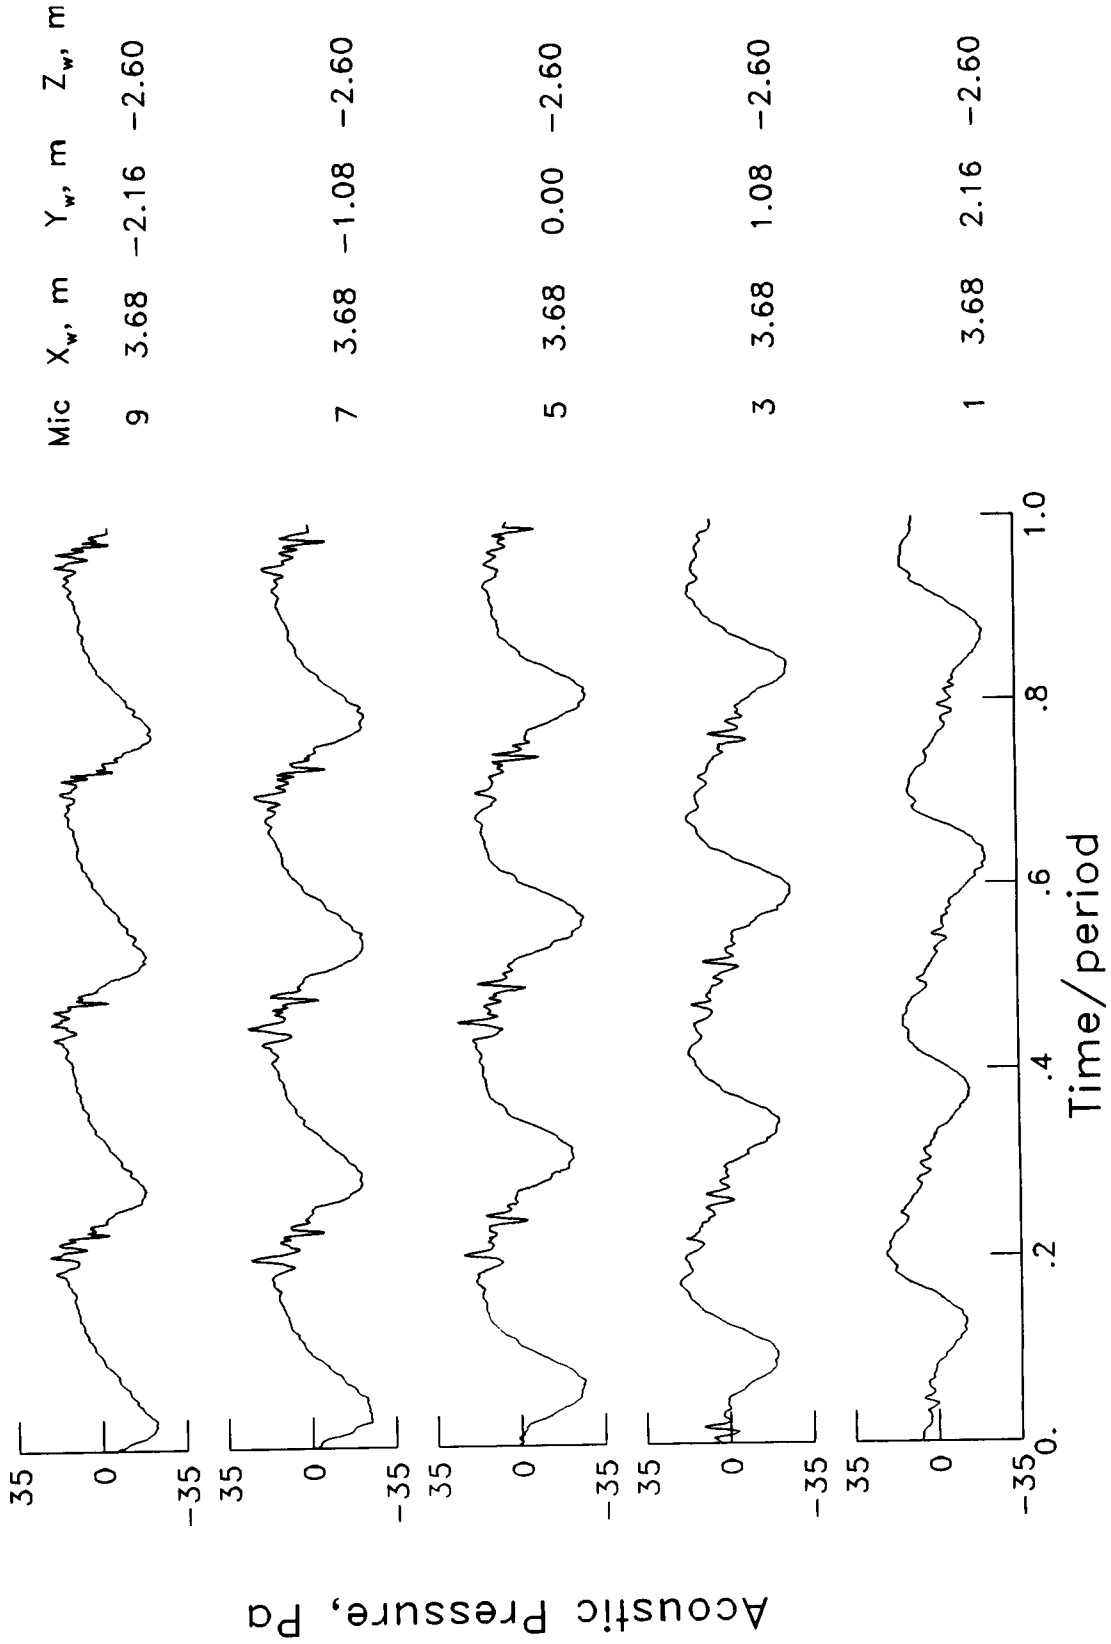 Mic X_w, m Y_w, m Z_w, m
9 3.68 −2.16 −2.60
7 3.68 −1.08 −2.60
5 3.68 0.00 −2.60
3 3.68 1.08 −2.60
1 3.68 2.16 −2.60
Acoustic Pressure, Pa
35
0
−35
35
0
−35
35
0
−35
35
0
−35
35
0
−35
0. .2 .4 .6 .8 1.0
Time/period